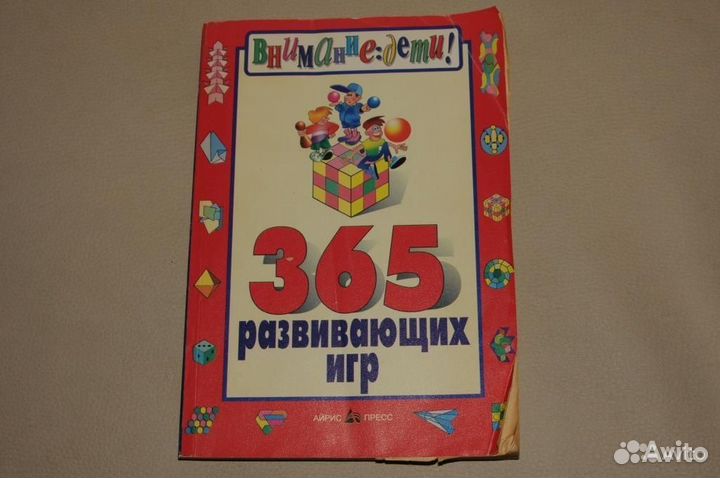 Внимание:дети!
365
развивающих
игр
АЙРИС ПРЕСС
Avito